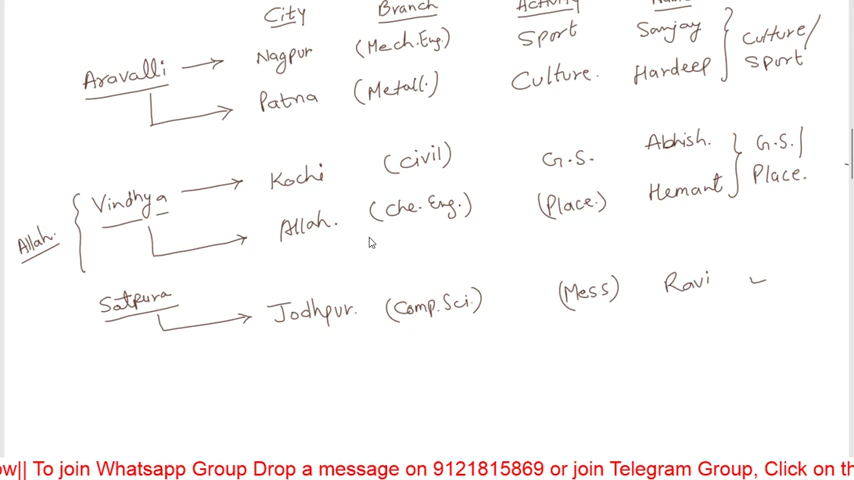 City Branch Activity
Nagpur (Mech.Eng.) Sport Sanjay
Culture/
Sport
Aravalli
Patna (Metall.) Culture. Hardeep
Kochi (civil) G.S. Abhish. G.S./
Place.
Vindhya
Allah.
Allah. (Che.Eng.) (Place.) Hemant
Satpura
Jodhpur. (Comp.Sci.) (Mess) Ravi
ow|| To join Whatsapp Group Drop a message on 9121815869 or join Telegram Group, Click on th